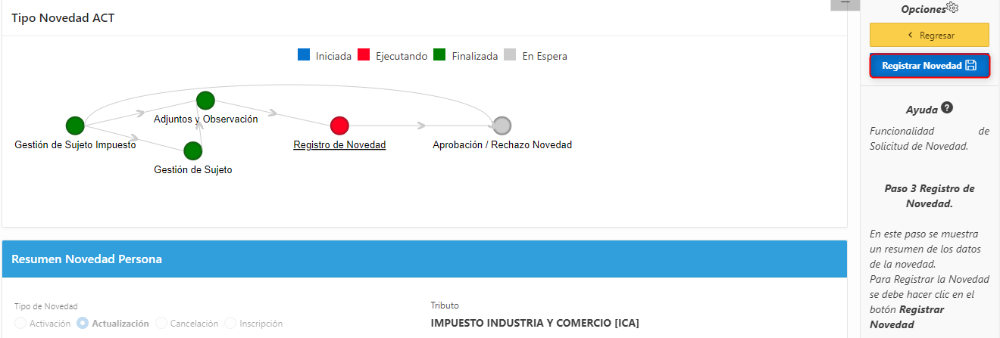 Tipo Novedad ACT
Iniciada Ejecutando Finalizada En Espera
Adjuntos y Observación
Gestión de Sujeto Impuesto
Registro de Novedad
Aprobación / Rechazo Novedad
Gestión de Sujeto
Resumen Novedad Persona
Tipo de Novedad
Activación Actualización Cancelación Inscripción
Tributo
IMPUESTO INDUSTRIA Y COMERCIO [ICA]
Opciones
Regresar
Registrar Novedad
Ayuda ?
Funcionalidad de
Solicitud de Novedad.
Paso 3 Registro de
Novedad.
En este paso se muestra
un resumen de los datos
de la novedad.
Para Registrar la Novedad
se debe hacer clic en el
botón Registrar
Novedad